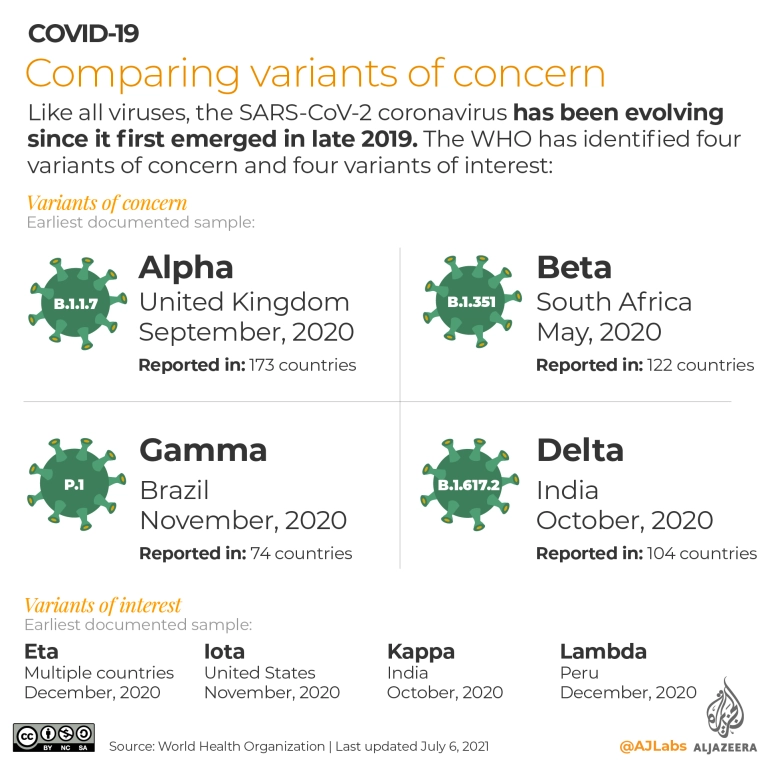 COVID-19
Comparing variants of concern
Like all viruses, the SARS-CoV-2 coronavirus has been evolving
since it first emerged in late 2019. The WHO has identified four
variants of concern and four variants of interest:
Variants of concern
Earliest documented sample:
B.1.1.7
Alpha
United Kingdom
September, 2020
Reported in: 173 countries
B.1.351
Beta
South Africa
May, 2020
Reported in: 122 countries
P.1
Gamma
Brazil
November, 2020
Reported in: 74 countries
B.1.617.2
Delta
India
October, 2020
Reported in: 104 countries
Variants of interest
Earliest documented sample:
Eta
Multiple countries
December, 2020
Iota
United States
November, 2020
Kappa
India
October, 2020
Lambda
Peru
December, 2020
CC BY NC SA
Source: World Health Organization | Last updated July 6, 2021
@AJLabs
ALJAZEERA